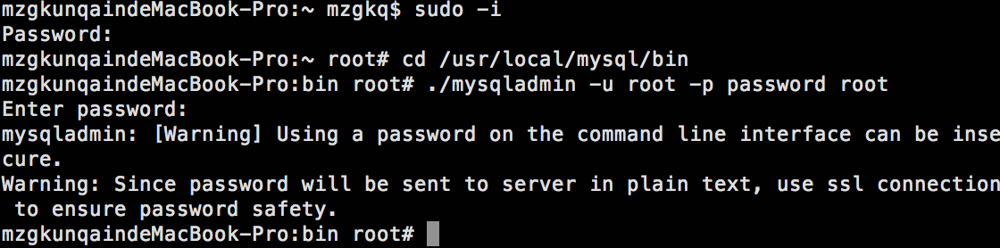 mzgkunqaindeMacBook-Pro:~ mzgkq$ sudo -i
Password:
mzgkunqaindeMacBook-Pro:~ root# cd /usr/local/mysql/bin
mzgkunqaindeMacBook-Pro:bin root# ./mysqladmin -u root -p password root
Enter password:
mysqladmin: [Warning] Using a password on the command line interface can be inse
cure.
Warning: Since password will be sent to server in plain text, use ssl connection
 to ensure password safety.
mzgkunqaindeMacBook-Pro:bin root#